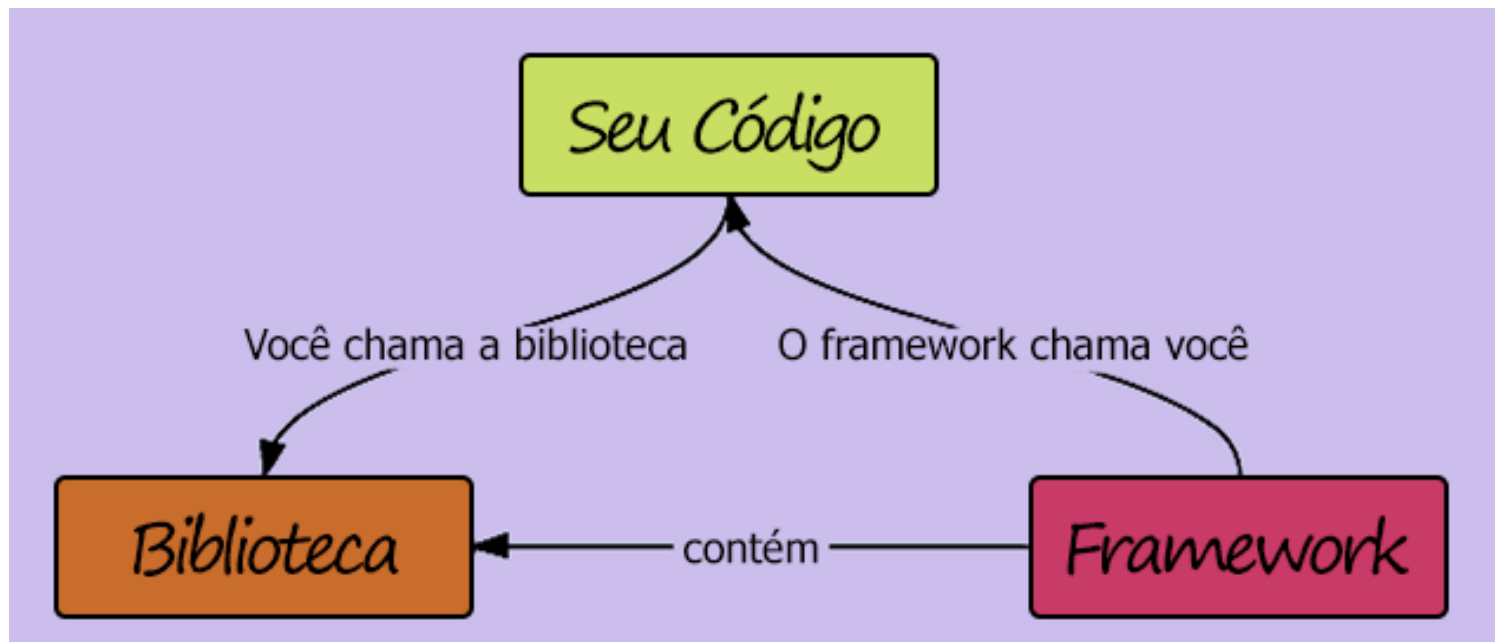 Seu Código
Você chama a biblioteca
O framework chama você
Biblioteca
contém
Framework